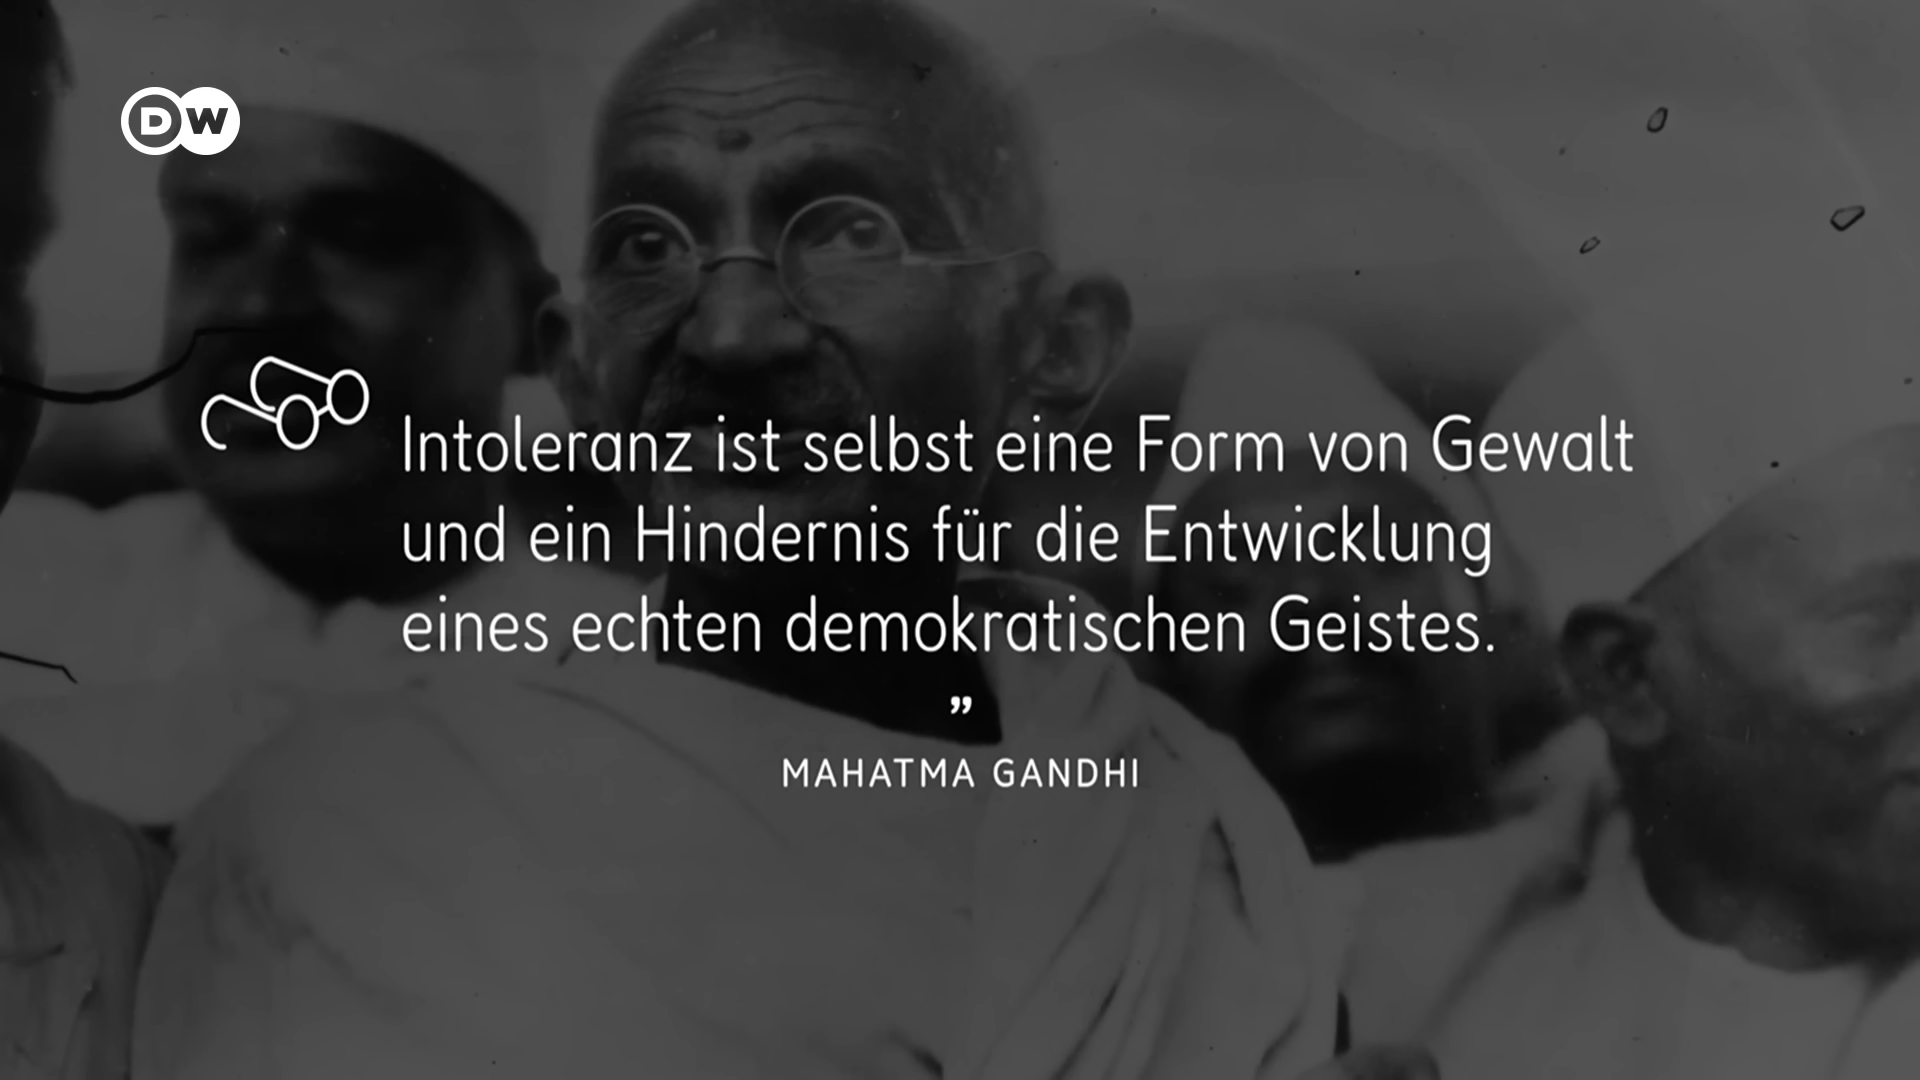 DW
Intoleranz ist selbst eine Form von Gewalt
und ein Hindernis für die Entwicklung
eines echten demokratischen Geistes.
”
MAHATMA GANDHI